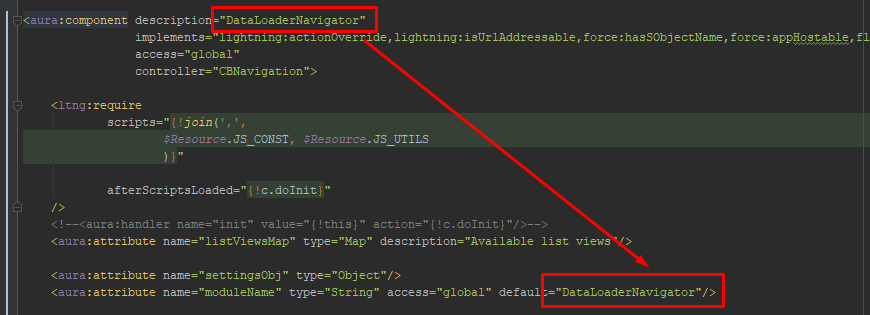 <aura:component description="DataLoaderNavigator"
implements="lightning:actionOverride,lightning:isUrlAddressable,force:hasSObjectName,force:appHostable,fl
access="global"
controller="CBNavigation">
<ltng:require
scripts="{!join(',',
$Resource.JS_CONST, $Resource.JS_UTILS
)}"
afterScriptsLoaded="{!c.doInit}"
/>
<!--<aura:handler name="init" value="{!this}" action="{!c.doInit}"/>-->
<aura:attribute name="listViewsMap" type="Map" description="Available list views"/>
<aura:attribute name="settingsObj" type="Object"/>
<aura:attribute name="moduleName" type="String" access="global" default="DataLoaderNavigator"/>